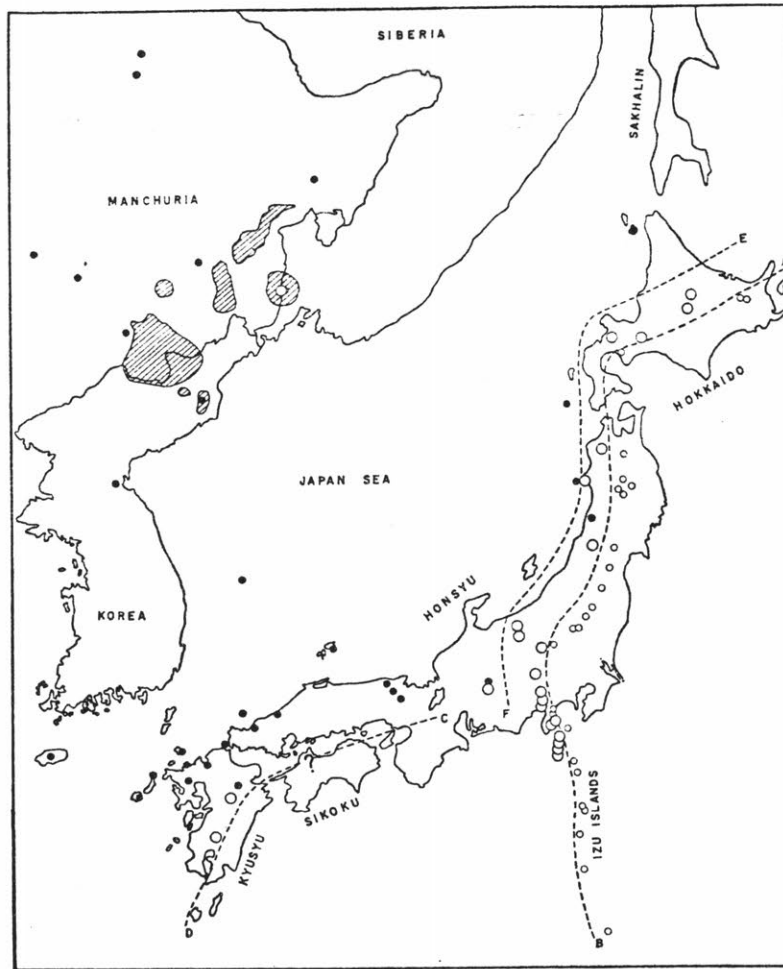 SIBERIA
SAKHALIN
MANCHURIA
E
HOKKAIDO
JAPAN SEA
HONSYU
KOREA
F
C
SIKOKU
KYUSYU
IZU ISLANDS
D
B